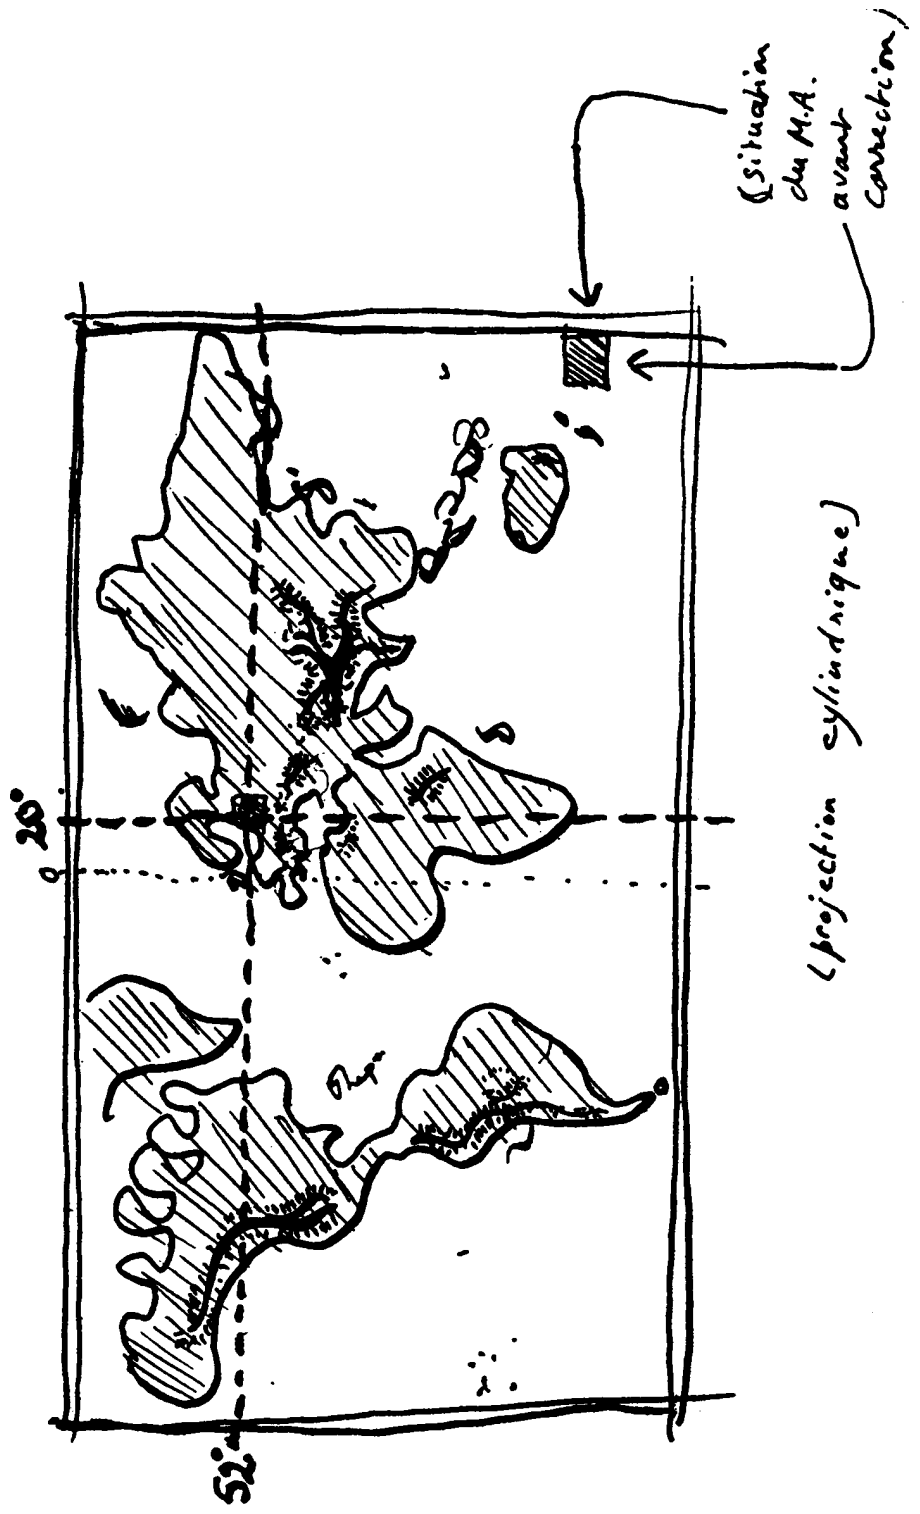 (situation
du M.A.
avant
correction)
20°
0
52°
(projection cylindrique)